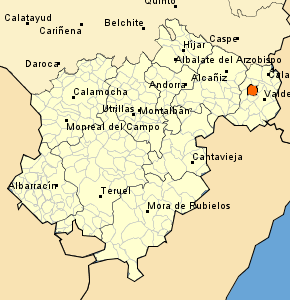 Quinto
Calatayud
Belchite
Cariñena
Caspe
Híjar
Daroca
Albalate del Arzobispo
Alcañiz
Cala
Andorra
Calamocha
Valde
Utrillas
Montalbán
Monreal del Campo
Cantavieja
Albarracín
Teruel
Mora de Rubielos